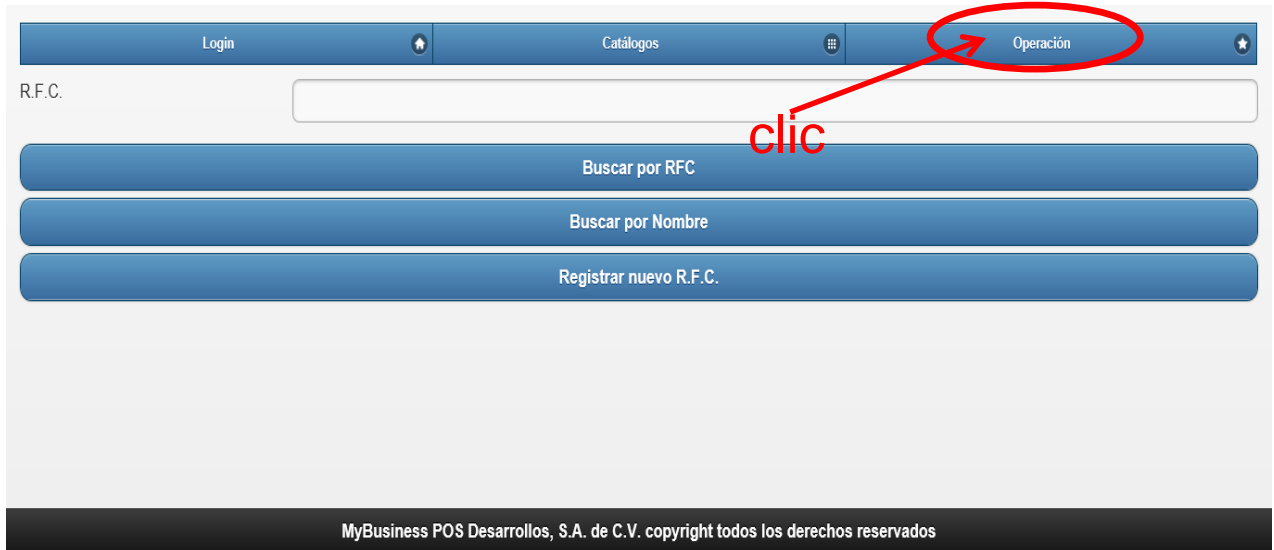 Login
Catálogos
Operación
R.F.C.
clic
Buscar por RFC
Buscar por Nombre
Registrar nuevo R.F.C.
MyBusiness POS Desarrollos, S.A. de C.V. copyright todos los derechos reservados